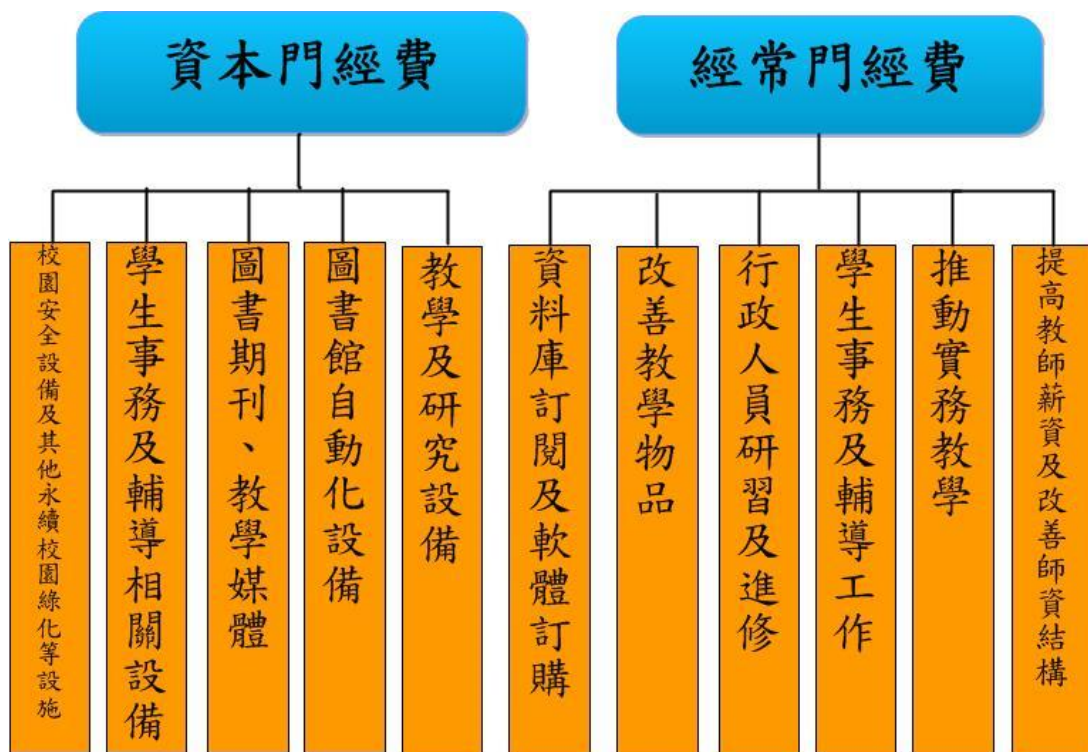 資本門經費
經常門經費
校園安全設備及其他永續校園綠化等設施
學生事務及輔導相關設備
圖書期刊、教學媒體
圖書館自動化設備
教學及研究設備
資料庫訂閱及軟體訂購
改善教學物品
行政人員研習及進修
學生事務及輔導工作
推動實務教學
提高教師薪資及改善師資結構